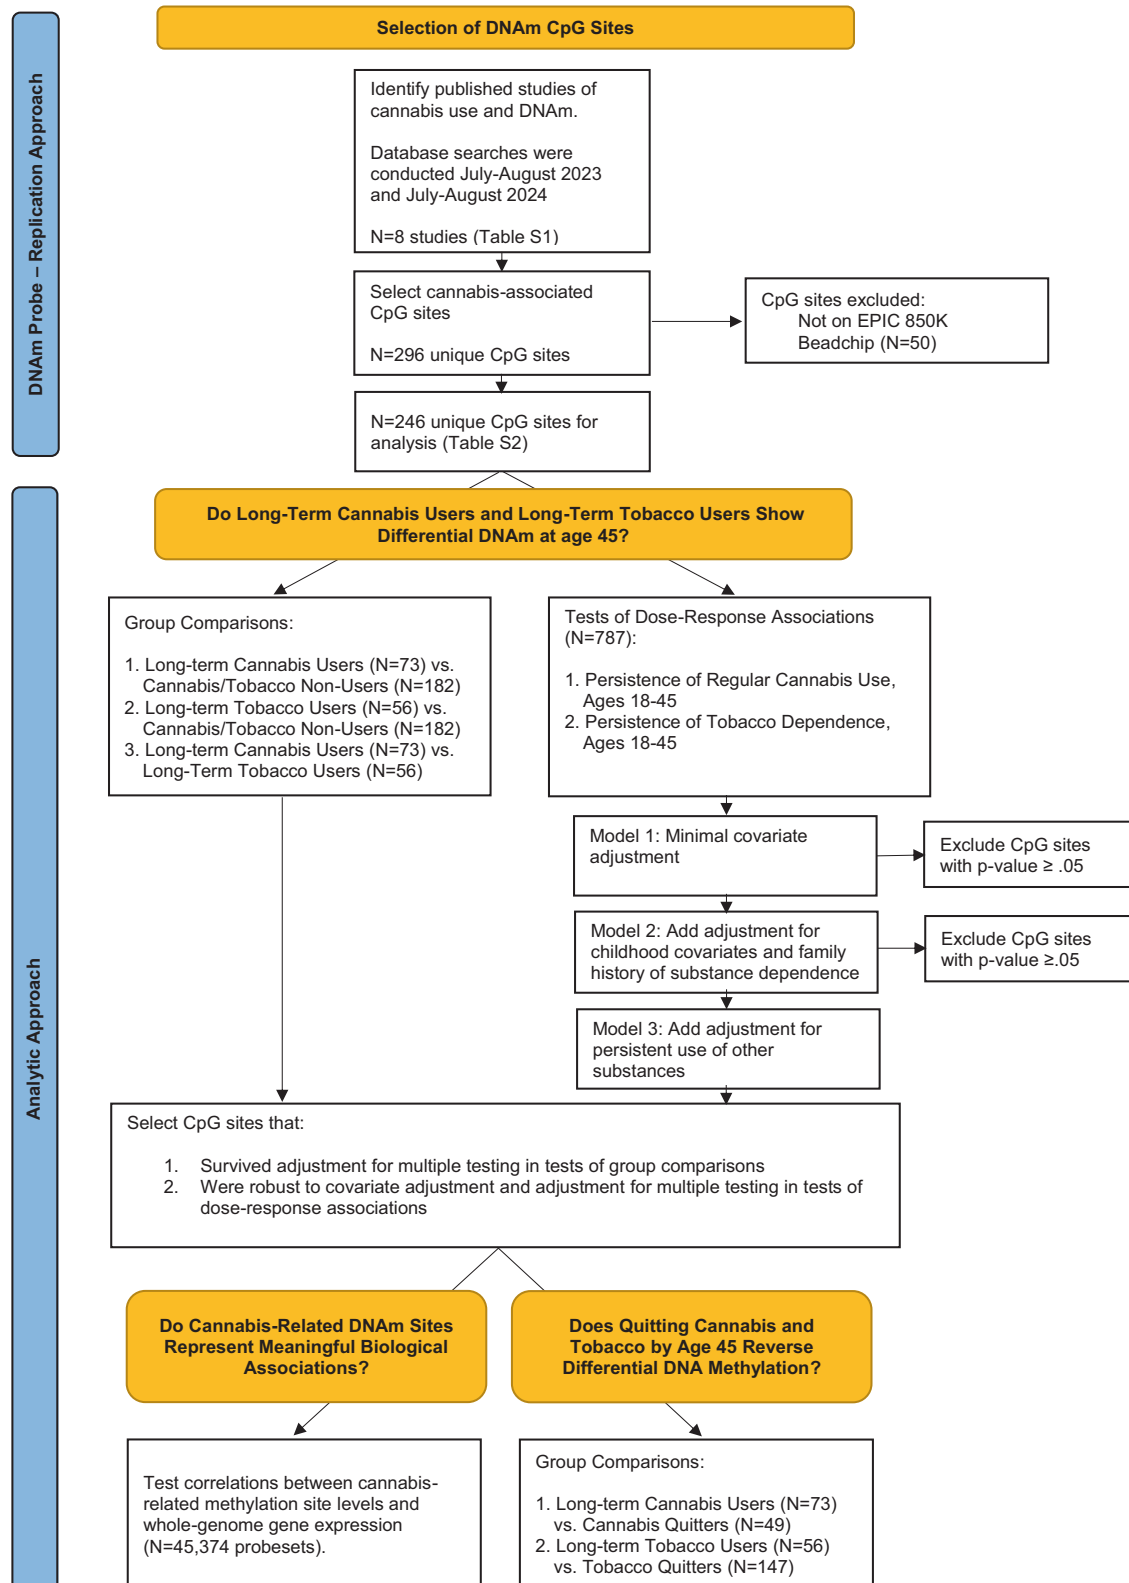 Selection of DNAm CpG Sites
DNAm Probe – Replication Approach
Identify published studies of
cannabis use and DNAm.
Database searches were
conducted July-August 2023
and July-August 2024
N=8 studies (Table S1)
Select cannabis-associated
CpG sites
N=296 unique CpG sites
CpG sites excluded:
Not on EPIC 850K
Beadchip (N=50)
N=246 unique CpG sites for
analysis (Table S2)
Analytic Approach
Do Long-Term Cannabis Users and Long-Term Tobacco Users Show
Differential DNAm at age 45?
Group Comparisons:
1. Long-term Cannabis Users (N=73) vs.
Cannabis/Tobacco Non-Users (N=182)
2. Long-term Tobacco Users (N=56) vs.
Cannabis/Tobacco Non-Users (N=182)
3. Long-term Cannabis Users (N=73) vs.
Long-Term Tobacco Users (N=56)
Tests of Dose-Response Associations
(N=787):
1. Persistence of Regular Cannabis Use,
Ages 18-45
2. Persistence of Tobacco Dependence,
Ages 18-45
Model 1: Minimal covariate
adjustment
Exclude CpG sites
with p-value ≥ .05
Model 2: Add adjustment for
childhood covariates and family
history of substance dependence
Exclude CpG sites
with p-value ≥.05
Model 3: Add adjustment for
persistent use of other
substances
Select CpG sites that:
1. Survived adjustment for multiple testing in tests of group comparisons
2. Were robust to covariate adjustment and adjustment for multiple testing in tests of
dose-response associations
Do Cannabis-Related DNAm Sites
Represent Meaningful Biological
Associations?
Does Quitting Cannabis and
Tobacco by Age 45 Reverse
Differential DNA Methylation?
Test correlations between cannabis-
related methylation site levels and
whole-genome gene expression
(N=45,374 probesets).
Group Comparisons:
1. Long-term Cannabis Users (N=73)
vs. Cannabis Quitters (N=49)
2. Long-term Tobacco Users (N=56)
vs. Tobacco Quitters (N=147)